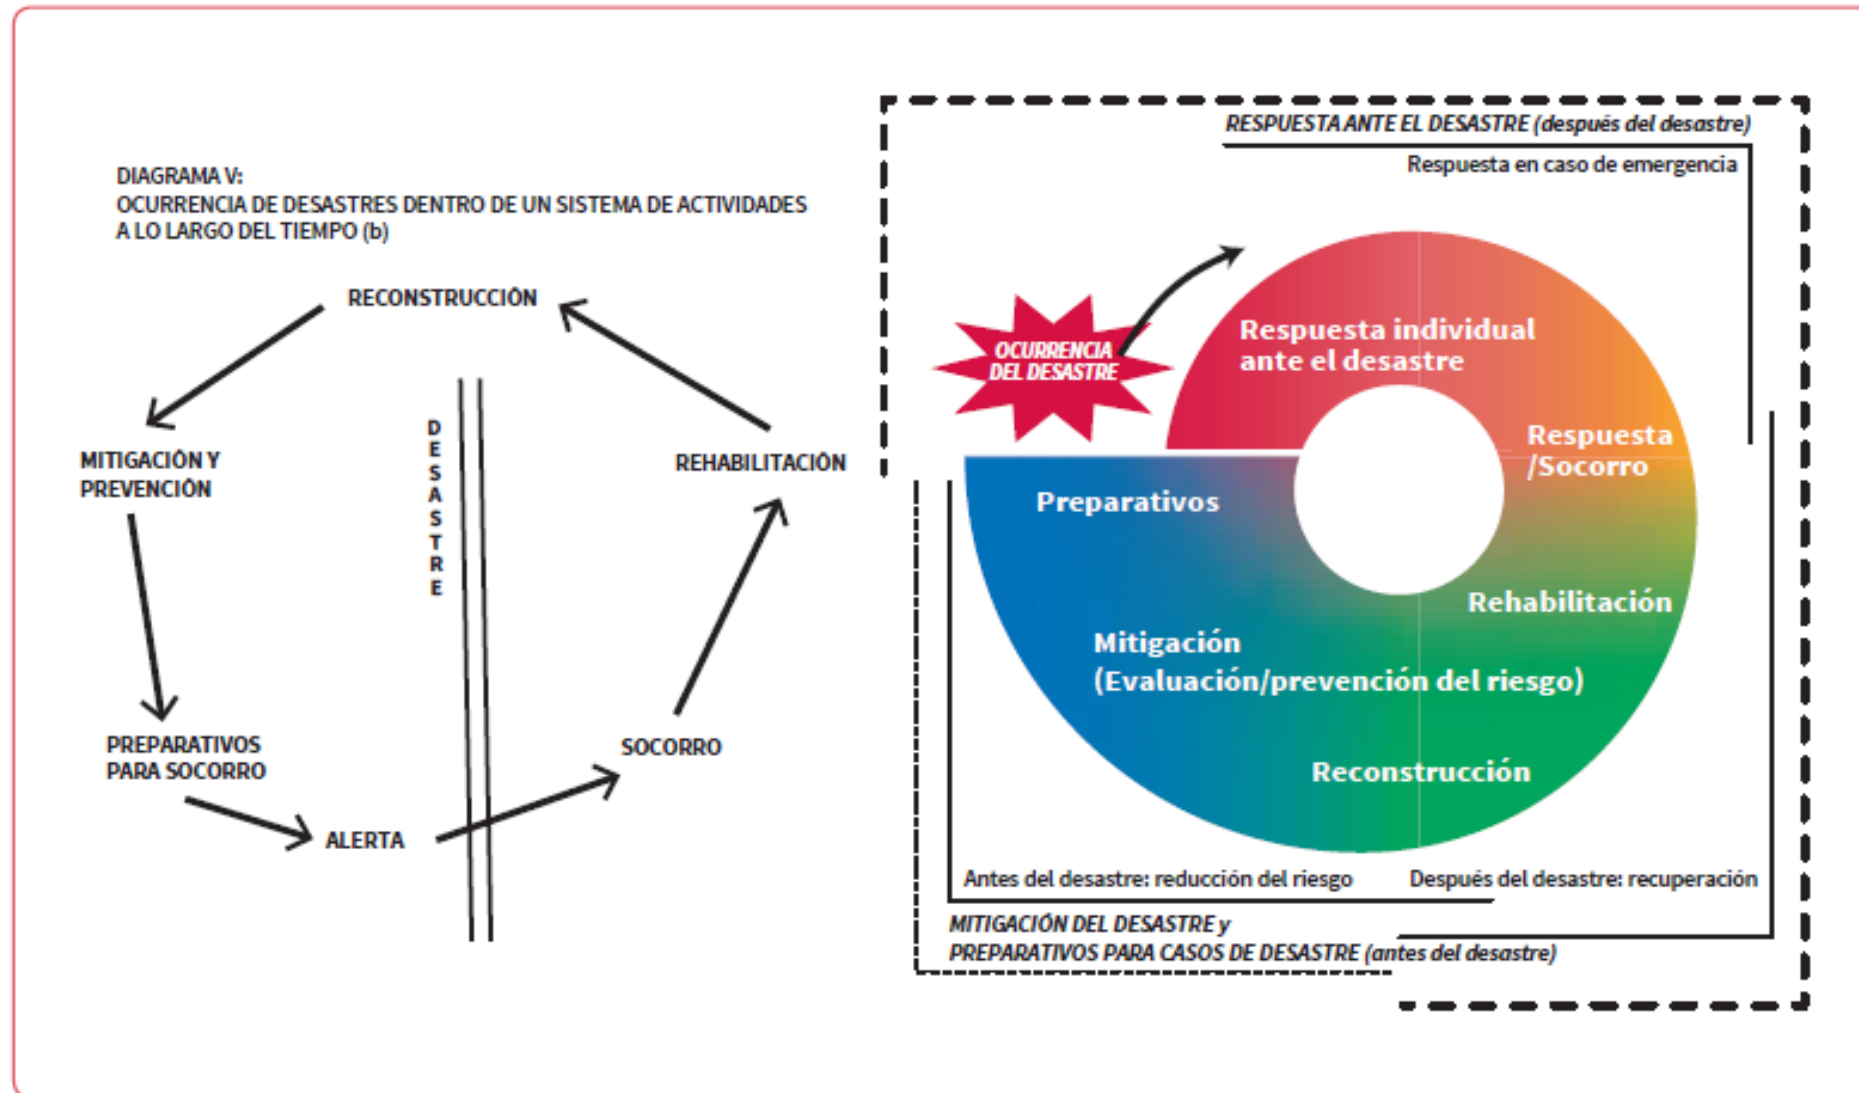 DIAGRAMA V:
OCURRENCIA DE DESASTRES DENTRO DE UN SISTEMA DE ACTIVIDADES
A LO LARGO DEL TIEMPO (b)
RECONSTRUCCIÓN
MITIGACIÓN Y
PREVENCIÓN
DESASTRE
REHABILITACIÓN
PREPARATIVOS
PARA SOCORRO
SOCORRO
ALERTA
RESPUESTA ANTE EL DESASTRE (después del desastre)
Respuesta en caso de emergencia
OCURRENCIA
DEL DESASTRE
Respuesta individual
ante el desastre
Respuesta
/Socorro
Preparativos
Rehabilitación
Mitigación
(Evaluación/prevención del riesgo)
Reconstrucción
Antes del desastre: reducción del riesgo
Después del desastre: recuperación
MITIGACIÓN DEL DESASTRE y
PREPARATIVOS PARA CASOS DE DESASTRE (antes del desastre)